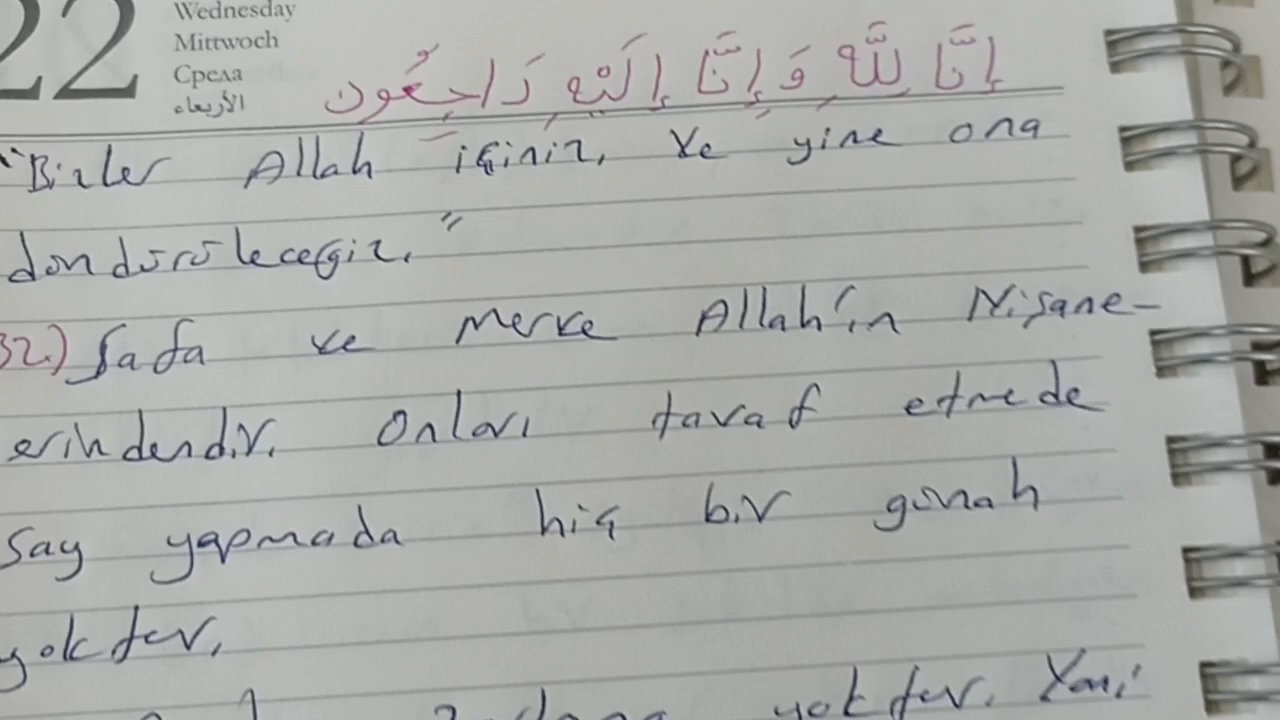 22
Wednesday
Mittwoch
Среда
الأربعاء
إِنَّا لِلَّهِ وَإِنَّا إِلَيْهِ رَاجِعُون
"Bizler Allah içiniz, ve yine ona
döndürüleceğiz."
32.) Safa ve Merve Allah'ın Nişane-
erindendir. Onları tavaf etmede
Say yapmada hiç bir günah
yoktur.
yoktur. Yani